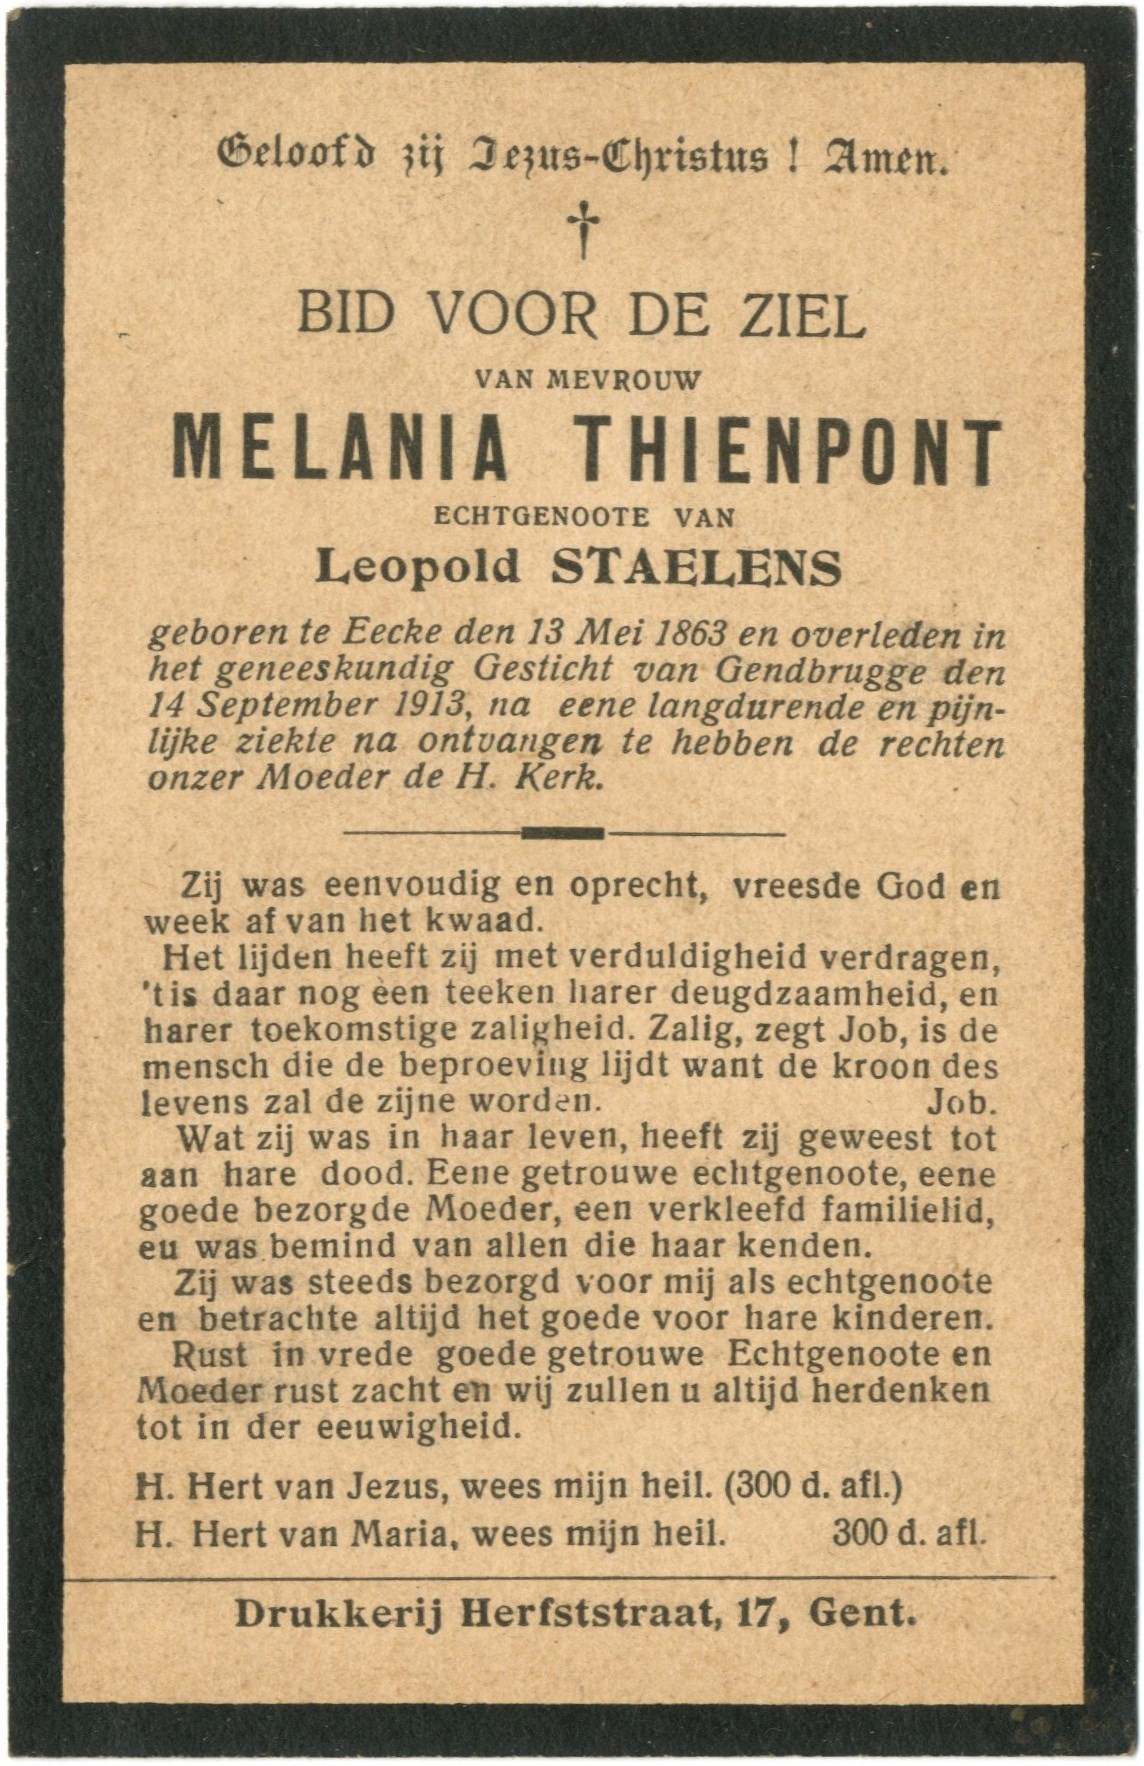 Geloofd zij Jezus-Christus ! Amen.
†
BID VOOR DE ZIEL
VAN MEVROUW
MELANIA THIENPONT
ECHTGENOOTE VAN
Leopold STAELENS
geboren te Eecke den 13 Mei 1863 en overleden in
het geneeskundig Gesticht van Gendbrugge den
14 September 1913, na eene langdurende en pijn-
lijke ziekte na ontvangen te hebben de rechten
onzer Moeder de H. Kerk.
Zij was eenvoudig en oprecht, vreesde God en
week af van het kwaad.
Het lijden heeft zij met verduldigheid verdragen,
'tis daar nog èen teeken harer deugdzaamheid, en
harer toekomstige zaligheid. Zalig, zegt Job, is de
mensch die de beproeving lijdt want de kroon des
levens zal de zijne worden. Job.
Wat zij was in haar leven, heeft zij geweest tot
aan hare dood. Eene getrouwe echtgenoote, eene
goede bezorgde Moeder, een verkleefd familielid,
eu was bemind van allen die haar kenden.
Zij was steeds bezorgd voor mij als echtgenoote
en betrachte altijd het goede voor hare kinderen.
Rust in vrede goede getrouwe Echtgenoote en
Moeder rust zacht en wij zullen u altijd herdenken
tot in der eeuwigheid.
H. Hert van Jezus, wees mijn heil. (300 d. afl.)
H. Hert van Maria, wees mijn heil. 300 d. afl.
Drukkerij Herfststraat, 17, Gent.